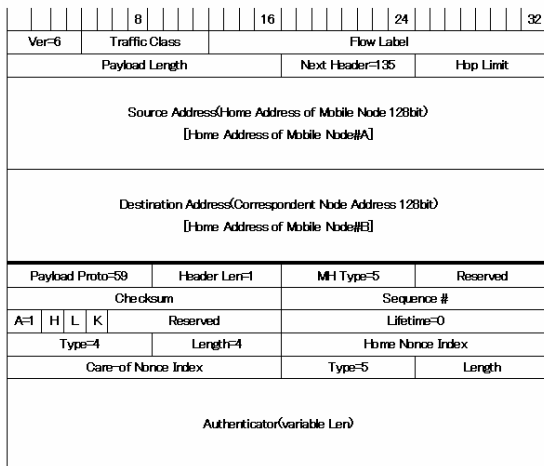 8 16 24 32
Ver=6 Traffic Class Flow Label
Payload Length Next Header=135 Hop Limit
Source Address(Home Address of Mobile Node 128bit)
[Home Address of Mobile Node#A]
Destination Address(Correspondent Node Address 128bit)
[Home Address of Mobile Node#B]
Payload Proto=59 Header Len=1 MH Type=5 Reserved
Checksum Sequence #
A=1 H L K Reserved Lifetime=0
Type=4 Length=4 Home Nonce Index
Care-of Nonce Index Type=5 Length
Authenticator(variable Len)